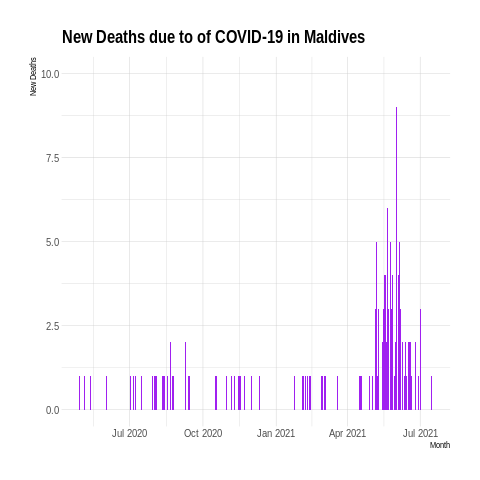 New Deaths due to of COVID-19 in Maldives
New Deaths
10.0
7.5
5.0
2.5
0.0
Jul 2020 Oct 2020 Jan 2021 Apr 2021 Jul 2021
Month